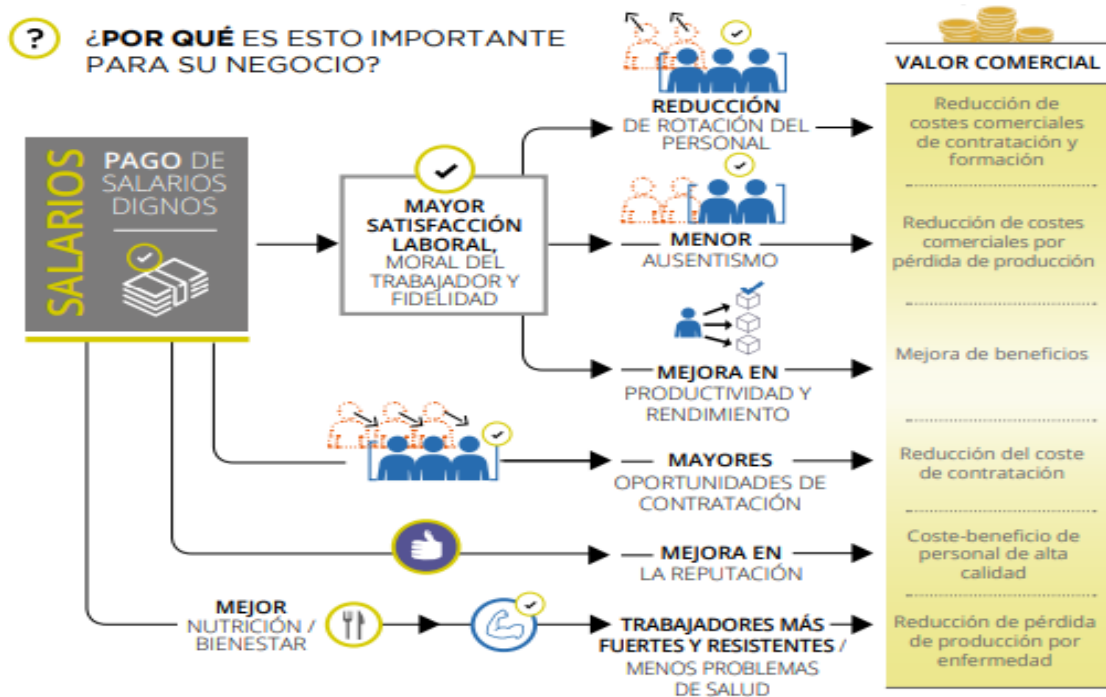 ?
¿POR QUÉ ES ESTO IMPORTANTE
PARA SU NEGOCIO?
SALARIOS
PAGO DE
SALARIOS
DIGNOS
MAYOR
SATISFACCIÓN
LABORAL,
MORAL DEL
TRABAJADOR Y
FIDELIDAD
REDUCCIÓN
DE ROTACIÓN DEL
PERSONAL
MENOR
AUSENTISMO
MEJORA EN
PRODUCTIVIDAD Y
RENDIMIENTO
MAYORES
OPORTUNIDADES DE
CONTRATACIÓN
MEJORA EN
LA REPUTACIÓN
MEJOR
NUTRICIÓN /
BIENESTAR
TRABAJADORES MÁS
FUERTES Y RESISTENTES /
MENOS PROBLEMAS
DE SALUD
VALOR COMERCIAL
Reducción de
costes comerciales
de contratación y
formación
Reducción de costes
comerciales por
pérdida de producción
Mejora de beneficios
Reducción del coste
de contratación
Coste-beneficio de
personal de alta
calidad
Reducción de pérdida
de producción por
enfermedad